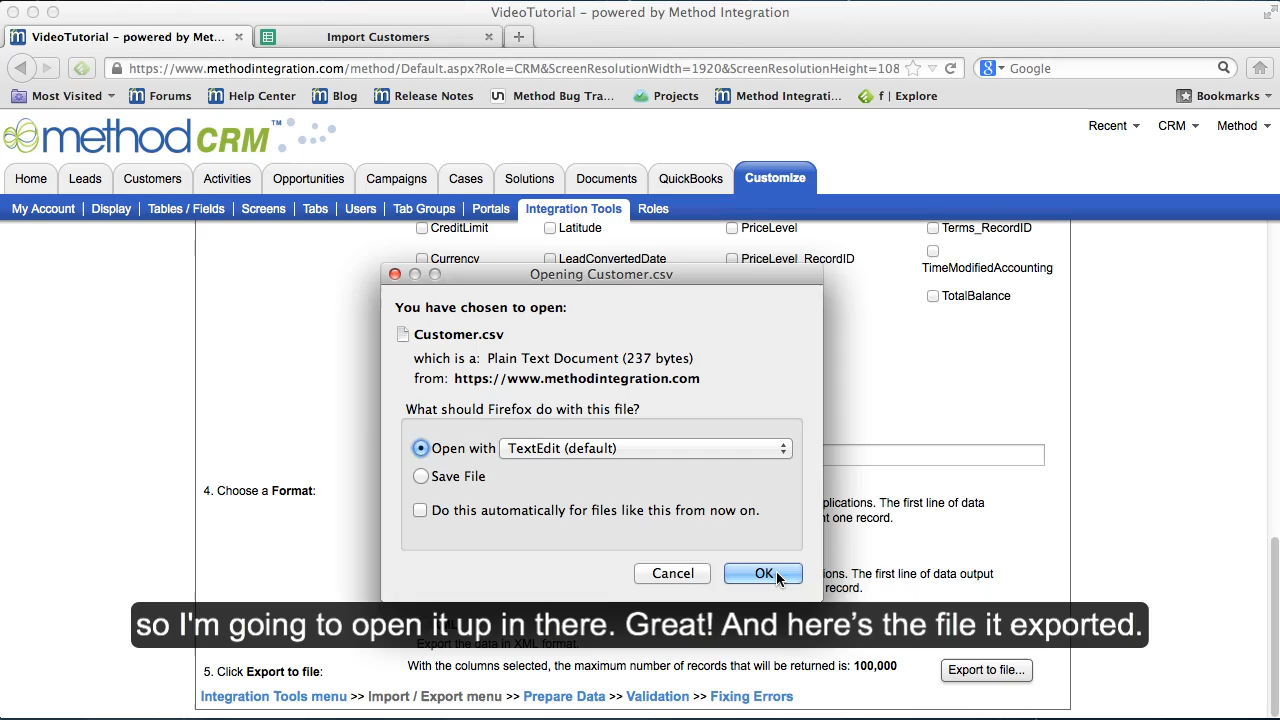 VideoTutorial – powered by Method Integration
VideoTutorial – powered by Met...
Import Customers
https://www.methodintegration.com/method/Default.aspx?Role=CRM&ScreenResolutionWidth=1920&ScreenResolutionHeight=108
Google
Most Visited Forums Help Center Blog Release Notes Method Bug Tra... Projects Method Integrati... f | Explore Bookmarks
methodCRM™
Recent CRM Method
Home Leads Customers Activities Opportunities Campaigns Cases Solutions Documents QuickBooks Customize
My Account Display Tables / Fields Screens Tabs Users Tab Groups Portals Integration Tools Roles
CreditLimit Latitude PriceLevel Terms_RecordID
Currency LeadConvertedDate PriceLevel_RecordID
TimeModifiedAccounting
TotalBalance
Opening Customer.csv
You have chosen to open:
Customer.csv
which is a: Plain Text Document (237 bytes)
from: https://www.methodintegration.com
What should Firefox do with this file?
Open with TextEdit (default)
Save File
Do this automatically for files like this from now on.
Cancel OK
4. Choose a Format:
plications. The first line of data
t one record.
ons. The first line of data output
record.
so I'm going to open it up in there. Great! And here's the file it exported.
Export the data in XML format.
5. Click Export to file:
With the columns selected, the maximum number of records that will be returned is: 100,000
Export to file...
Integration Tools menu >> Import / Export menu >> Prepare Data >> Validation >> Fixing Errors